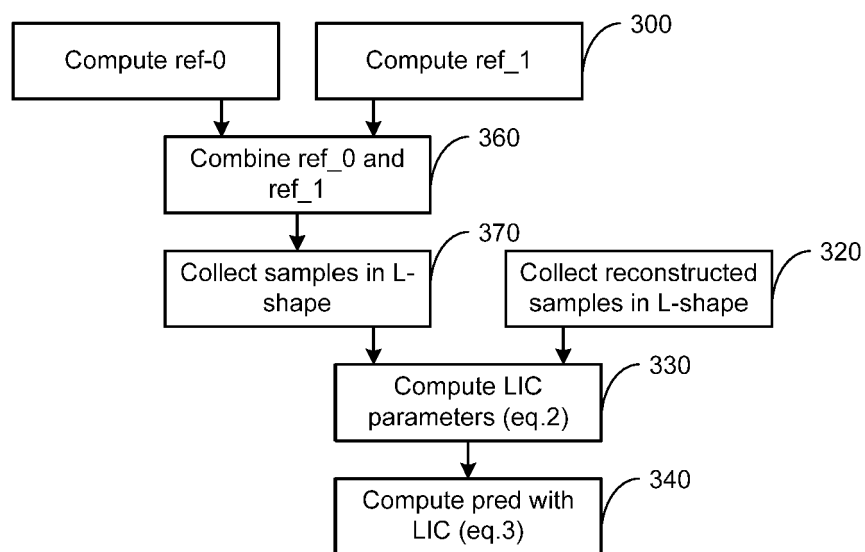 300
Compute ref-0
Compute ref_1
360
Combine ref_0 and
ref_1
370
Collect samples in L-
shape
320
Collect reconstructed
samples in L-shape
330
Compute LIC
parameters (eq.2)
340
Compute pred with
LIC (eq.3)